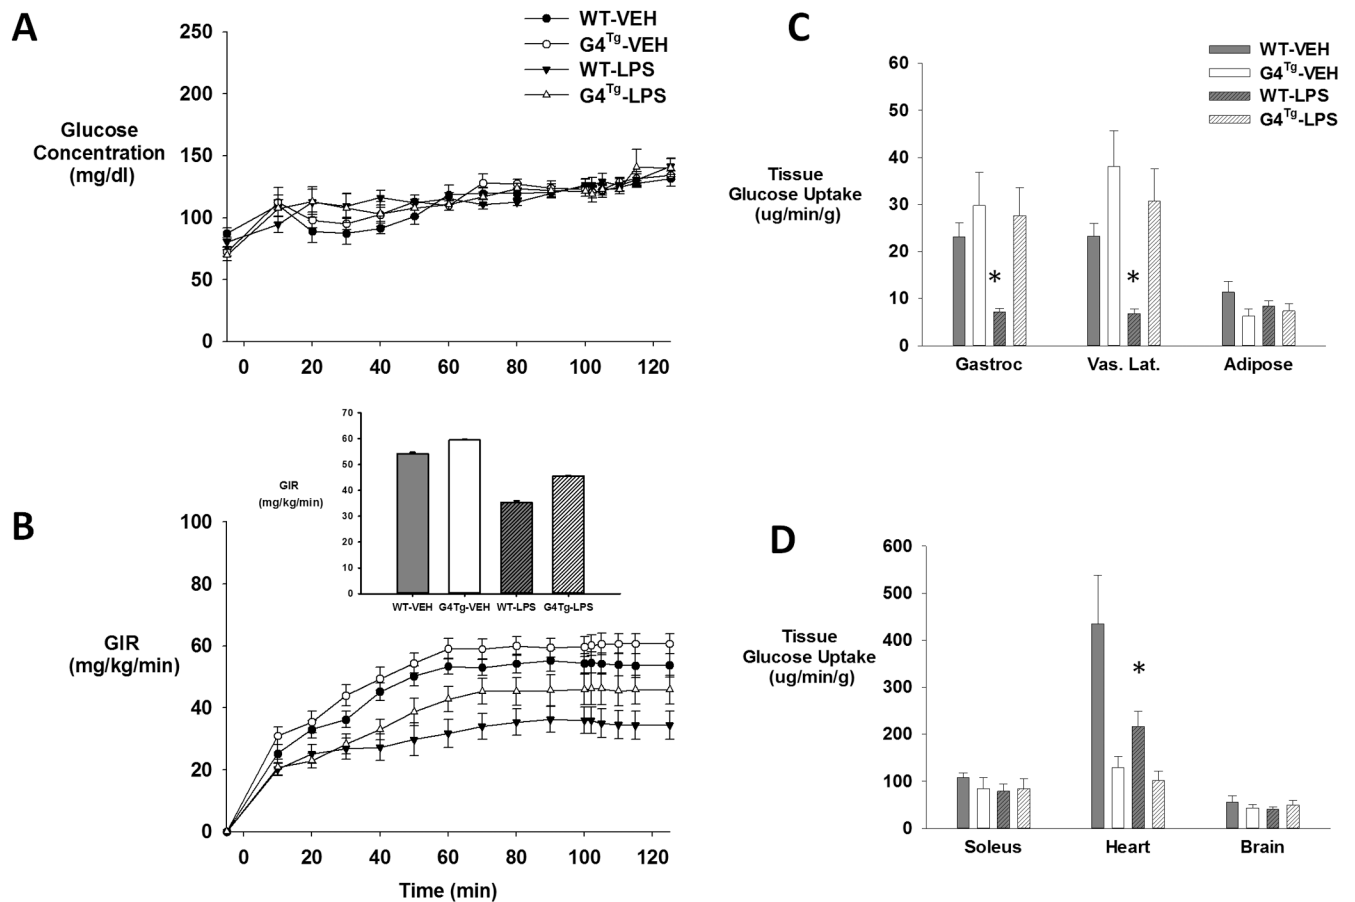 A
WT-VEH
G4Tg-VEH
WT-LPS
G4Tg-LPS
Glucose
Concentration
(mg/dl)
250
200
150
100
50
0
0 20 40 60 80 100 120
C
WT-VEH
G4Tg-VEH
WT-LPS
G4Tg-LPS
Tissue
Glucose Uptake
(ug/min/g)
60
50
40
30
20
10
0
*
*
Gastroc Vas. Lat. Adipose
GIR
(mg/kg/min)
70
60
50
40
30
20
10
0
WT-VEH G4Tg-VEH WT-LPS G4Tg-LPS
B
GIR
(mg/kg/min)
100
80
60
40
20
0
0 20 40 60 80 100 120
Time (min)
D
Tissue
Glucose Uptake
(ug/min/g)
600
500
400
300
200
100
0
*
Soleus Heart Brain